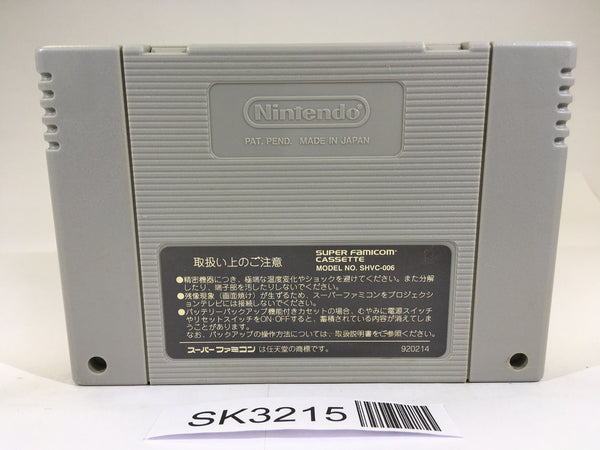 Nintendo
PAT. PEND. MADE IN JAPAN
取扱い上のご注意
SUPER FAMICOM™
CASSETTE
MODEL NO. SHVC-006
●精密機器につき、極端な温度変化やショックを避けてください。また分解
したり、端子部を汚したりしないでください。
●残像現象(画面焼け)が生ずるため、スーパーファミコンをプロジェクシ
ョンテレビには接続しないでください。
●バッテリーバックアップ機能付きカセットの場合、むやみに電源スイッチ
やリセットスイッチをON・OFFすると、蓄積されている内容が消えてしま
うことがあります。
なお、バックアップの操作方法については、取扱説明書をご参照ください。
スーパーファミコン は任天堂の商標です。
920214
SK3215